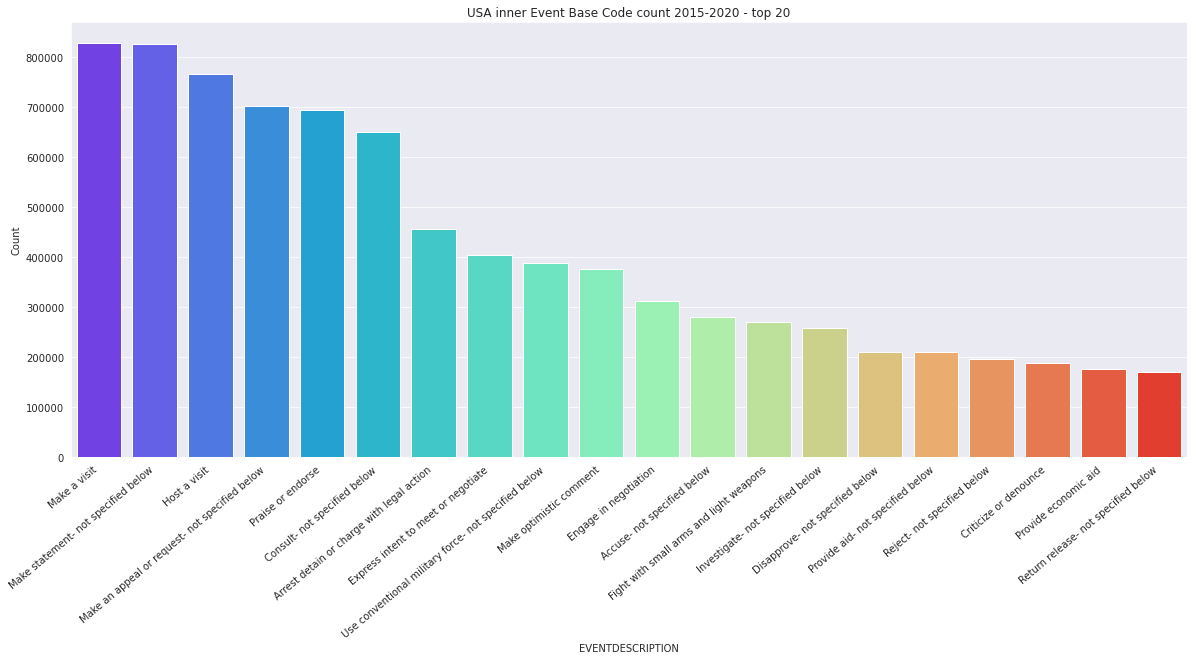 USA inner Event Base Code count 2015-2020 - top 20
Count
800000
700000
600000
500000
400000
300000
200000
100000
0
Make a visit
Make statement- not specified below
Host a visit
Make an appeal or request- not specified below
Praise or endorse
Consult- not specified below
Arrest detain or charge with legal action
Express intent to meet or negotiate
Use conventional military force- not specified below
Make optimistic comment
Engage in negotiation
Accuse- not specified below
Fight with small arms and light weapons
Investigate- not specified below
Disapprove- not specified below
Provide aid- not specified below
Reject- not specified below
Criticize or denounce
Provide economic aid
Return release- not specified below
EVENTDESCRIPTION